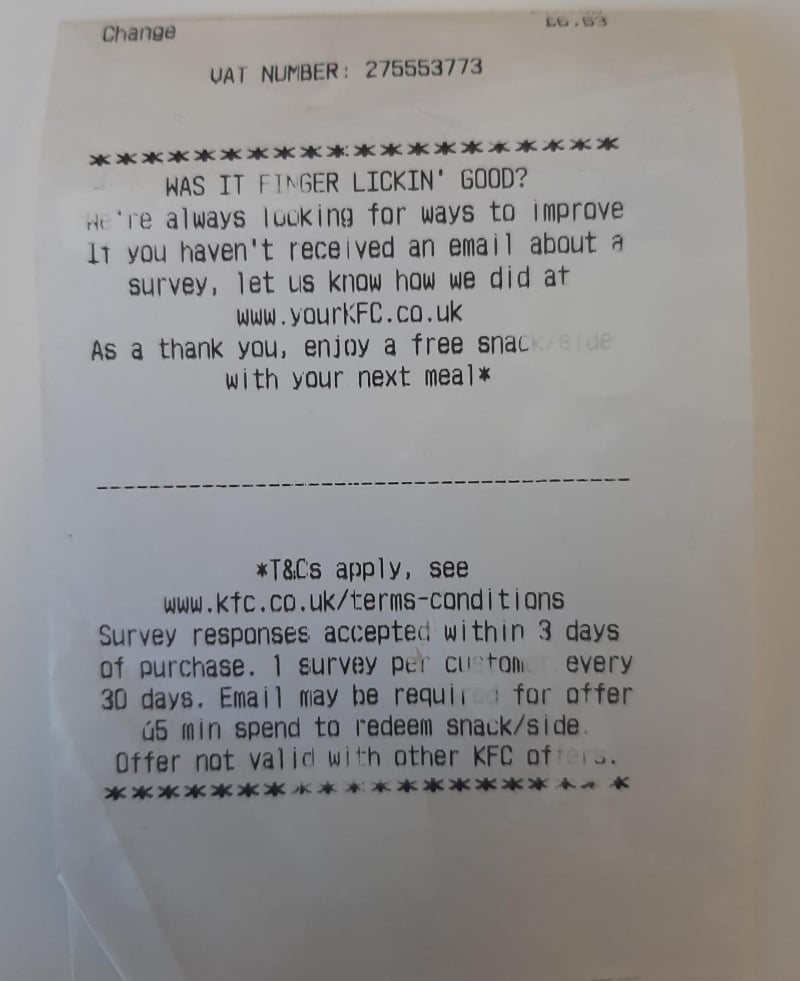 Change
VAT NUMBER: 275553773
**********************
WAS IT FINGER LICKIN' GOOD?
We're always looking for ways to improve
If you haven't received an email about a
survey, let us know how we did at
www.yourKFC.co.uk
As a thank you, enjoy a free snack/side
with your next meal*
-----------------------------------------
*T&Cs apply, see
www.kfc.co.uk/terms-conditions
Survey responses accepted within 3 days
of purchase. 1 survey per customer every
30 days. Email may be required for offer
£5 min spend to redeem snack/side.
Offer not valid with other KFC offers.
********************